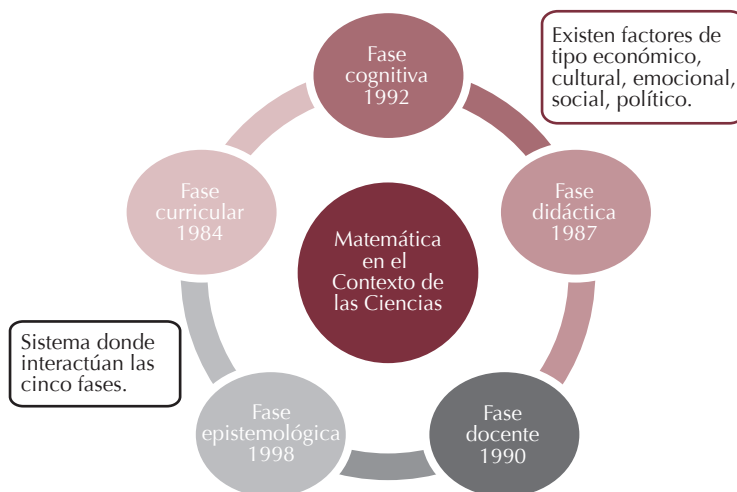 Fase
cognitiva
1992
Existen factores de
tipo económico,
cultural, emocional,
social, político.
Fase
curricular
1984
Fase
didáctica
1987
Matemática
en el
Contexto de
las Ciencias
Sistema donde
interactúan las
cinco fases.
Fase
epistemológica
1998
Fase
docente
1990